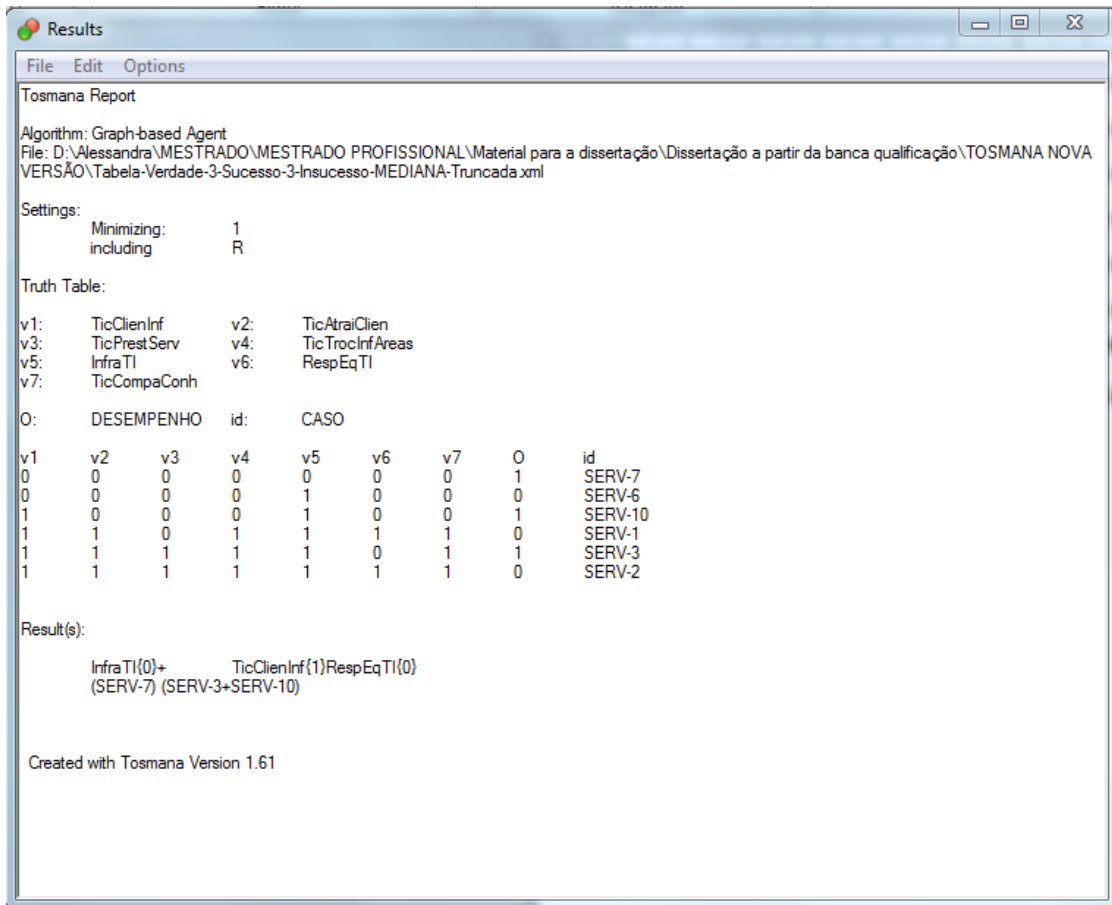 Results
File Edit Options
Tosmana Report
Algorithm: Graph-based Agent
File: D:\Alessandra\MESTRADO\MESTRADO PROFISSIONAL\Material para a dissertação\Dissertação a partir da banca qualificação\TOSMANA NOVA
VERSÃO\Tabela-Verdade-3-Sucesso-3-Insucesso-MEDIANA-Truncada.xml
Settings:
Minimizing: 1
including R
Truth Table:
v1: TicClienInf v2: TicAtraiClien
v3: TicPrestServ v4: TicTrocInfAreas
v5: InfraTI v6: RespEqTI
v7: TicCompaConh
O: DESEMPENHO id: CASO
v1 v2 v3 v4 v5 v6 v7 O id
0 0 0 0 0 0 0 1 SERV-7
0 0 0 0 1 0 0 0 SERV-6
1 0 0 0 1 0 0 1 SERV-10
1 1 0 1 1 1 1 0 SERV-1
1 1 1 1 1 0 1 1 SERV-3
1 1 1 1 1 1 1 0 SERV-2
Result(s):
InfraTI{0}+ TicClienInf{1}RespEqTI{0}
(SERV-7) (SERV-3+SERV-10)
Created with Tosmana Version 1.61